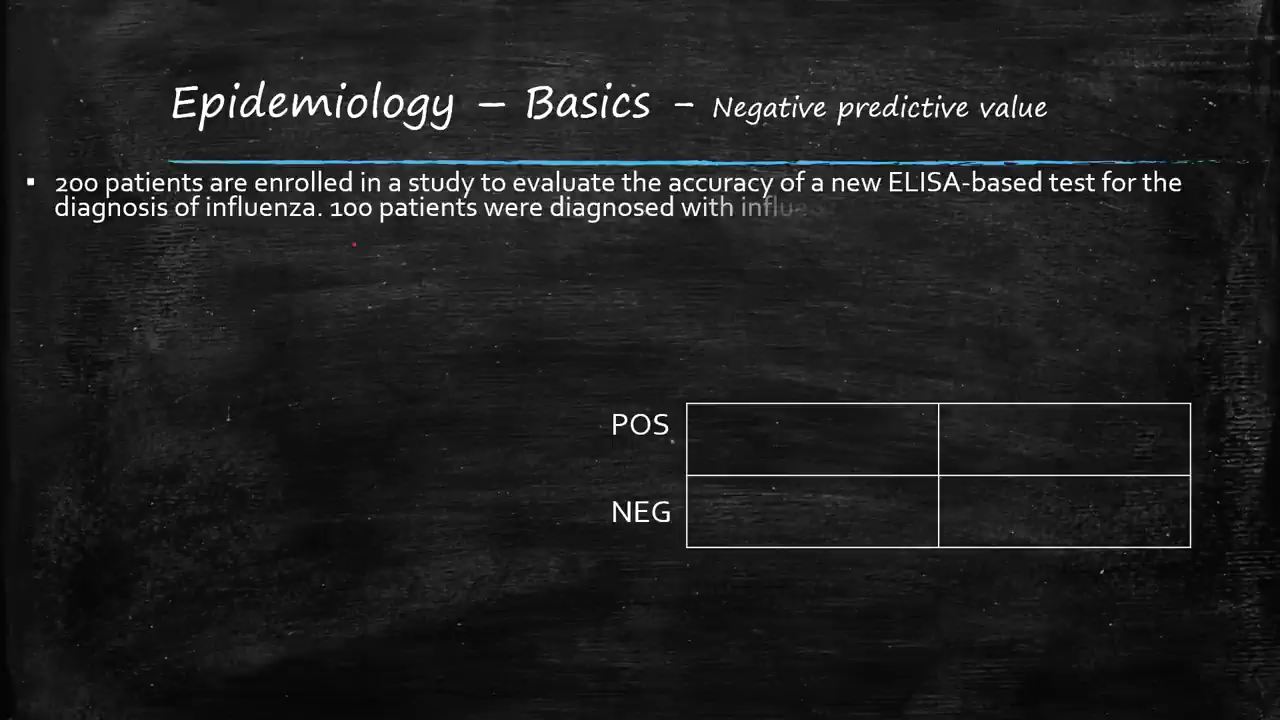 Epidemiology – Basics – Negative predictive value
▪ 200 patients are enrolled in a study to evaluate the accuracy of a new ELISA-based test for the
diagnosis of influenza. 100 patients were diagnosed with
POS
NEG